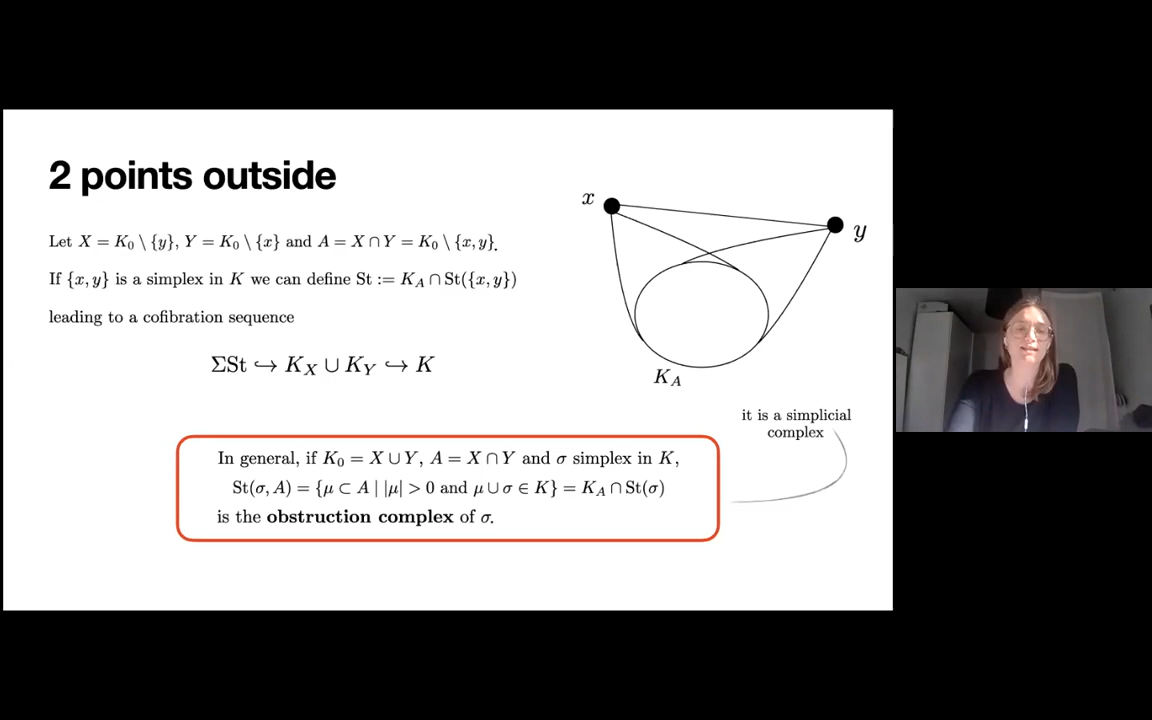 2 points outside
x
y
Let X = K₀ \ {y}, Y = K₀ \ {x} and A = X ∩ Y = K₀ \ {x, y}.
If {x, y} is a simplex in K we can define St := K_A ∩ St({x, y})
leading to a cofibration sequence
ΣSt ↪ K_X ∪ K_Y ↪ K
K_A
it is a simplicial
complex
In general, if K₀ = X ∪ Y, A = X ∩ Y and σ simplex in K,
St(σ, A) = {μ ⊂ A | |μ| > 0 and μ ∪ σ ∈ K} = K_A ∩ St(σ)
is the obstruction complex of σ.